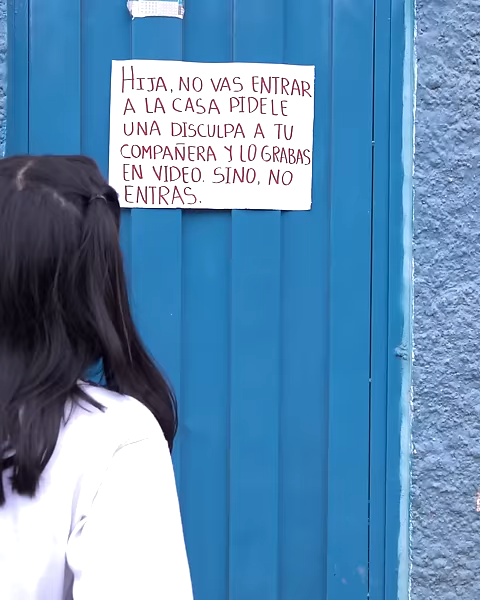 HIJA, NO VAS ENTRAR
A LA CASA PIDELE
UNA DISCULPA A TU
COMPAÑERA Y LO GRABAS
EN VIDEO. SINO, NO
ENTRAS.